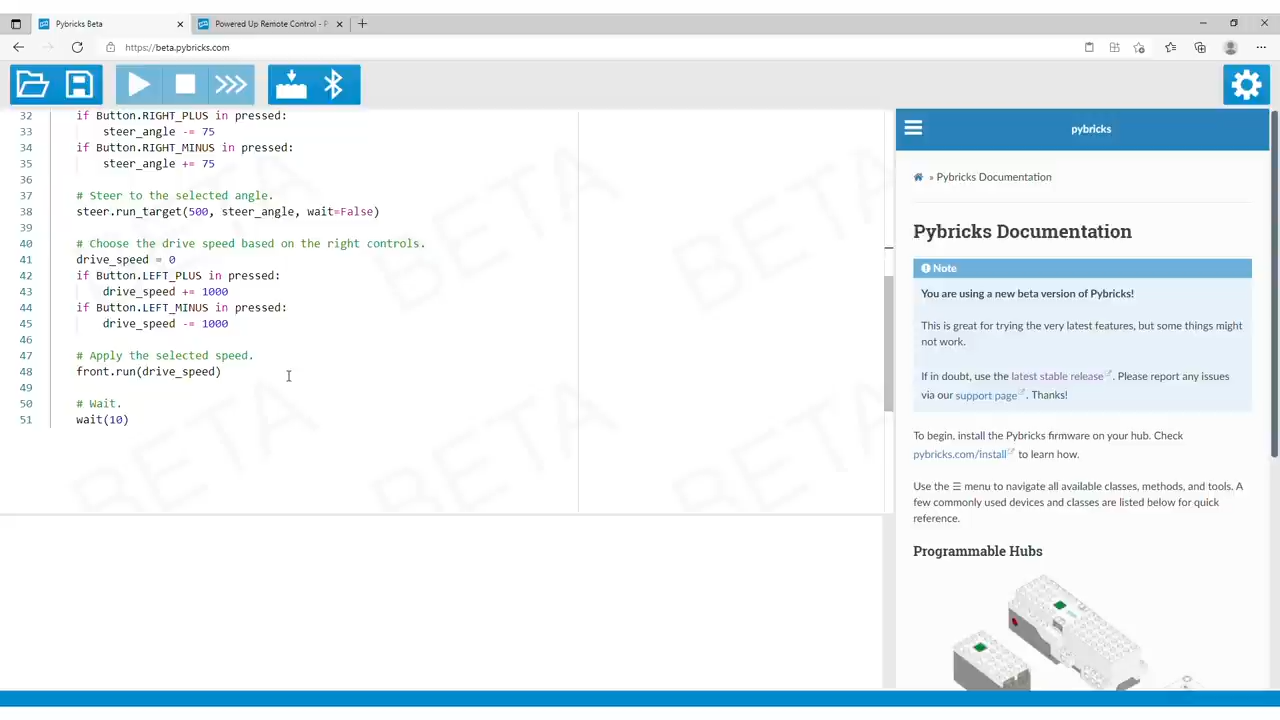 Pybricks Beta
Powered Up Remote Control - P
https://beta.pybricks.com
32 if Button.RIGHT_PLUS in pressed:
33 steer_angle -= 75
34 if Button.RIGHT_MINUS in pressed:
35 steer_angle += 75
36
37 # Steer to the selected angle.
38 steer.run_target(500, steer_angle, wait=False)
39
40 # Choose the drive speed based on the right controls.
41 drive_speed = 0
42 if Button.LEFT_PLUS in pressed:
43 drive_speed += 1000
44 if Button.LEFT_MINUS in pressed:
45 drive_speed -= 1000
46
47 # Apply the selected speed.
48 front.run(drive_speed)
49
50 # Wait.
51 wait(10)
BETA
BETA
BETA
BETA
BETA
BETA
pybricks
» Pybricks Documentation
Pybricks Documentation
Note
You are using a new beta version of Pybricks!
This is great for trying the very latest features, but some things might
not work.
If in doubt, use the latest stable release. Please report any issues
via our support page. Thanks!
To begin, install the Pybricks firmware on your hub. Check
pybricks.com/install to learn how.
Use the ☰ menu to navigate all available classes, methods, and tools. A
few commonly used devices and classes are listed below for quick
reference.
Programmable Hubs